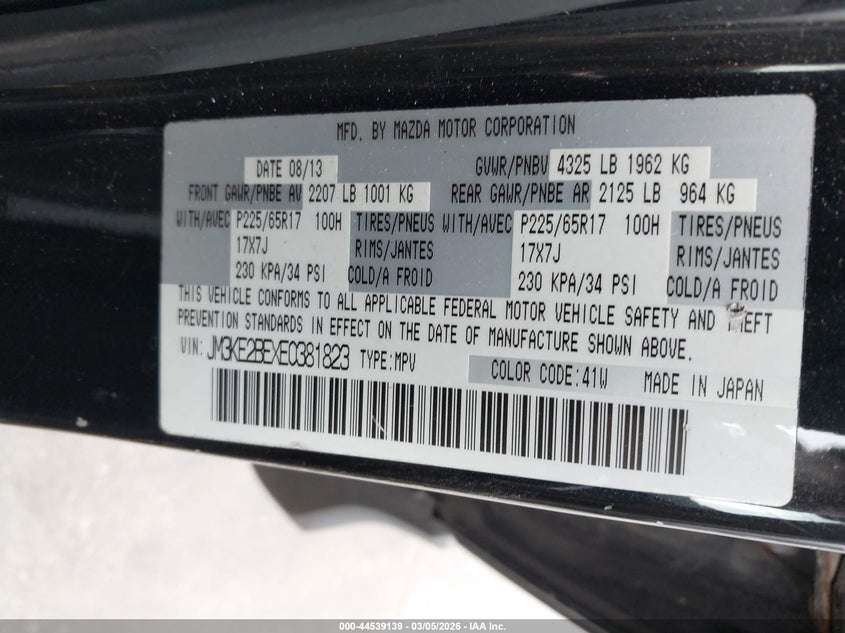 MFD. BY MAZDA MOTOR CORPORATION
DATE 08/13 GVWR/PNBV 4325 LB 1962 KG
FRONT GAWR/PNBE AV 2207 LB 1001 KG REAR GAWR/PNBE AR 2125 LB 964 KG
WITH/AVEC P225/65R17 100H TIRES/PNEUS WITH/AVEC P225/65R17 100H TIRES/PNEUS
17X7J RIMS/JANTES 17X7J RIMS/JANTES
230 KPA/34 PSI COLD/A FROID 230 KPA/34 PSI COLD/A FROID
THIS VEHICLE CONFORMS TO ALL APPLICABLE FEDERAL MOTOR VEHICLE SAFETY AND THEFT
PREVENTION STANDARDS IN EFFECT ON THE DATE OF MANUFACTURE SHOWN ABOVE.
VIN: JM3KE2BEXE0381823 TYPE:MPV COLOR CODE:41W MADE IN JAPAN
000-44539139 - 03/05/2026 - IAA Inc.